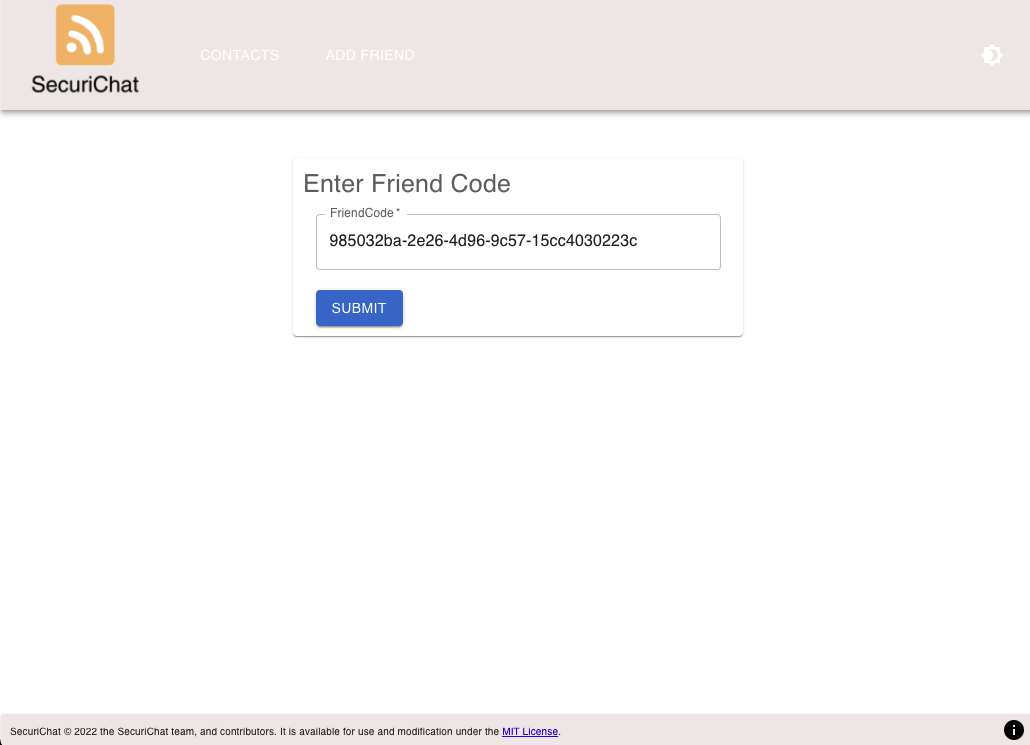 SecuriChat
CONTACTS
ADD FRIEND
Enter Friend Code
FriendCode *
985032ba-2e26-4d96-9c57-15cc4030223c
SUBMIT
SecuriChat © 2022 the SecuriChat team, and contributors. It is available for use and modification under the MIT License.